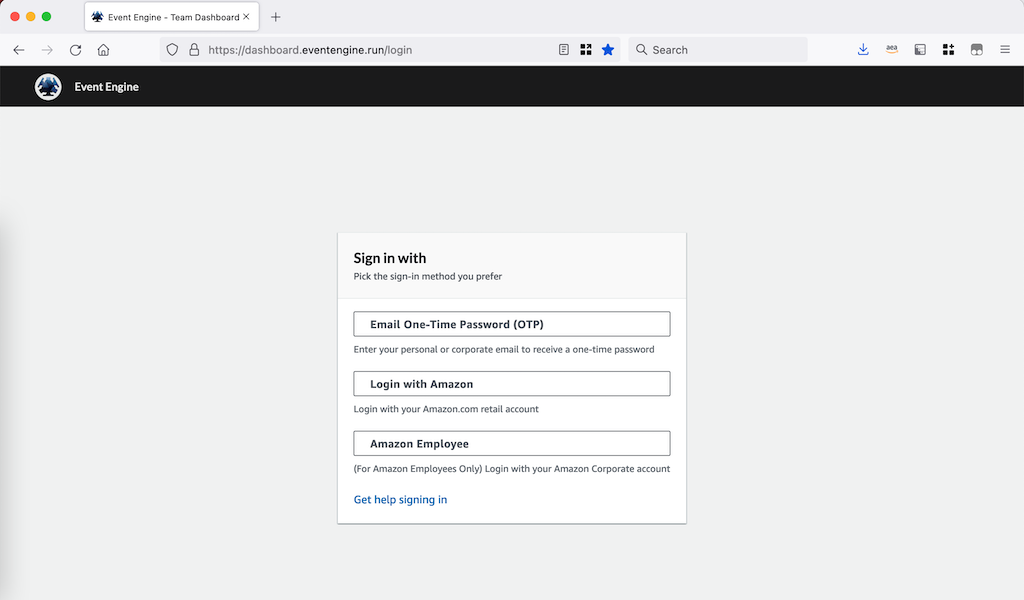 Event Engine - Team Dashboard
https://dashboard.eventengine.run/login
Search
aea
Event Engine
Sign in with
Pick the sign-in method you prefer
Email One-Time Password (OTP)
Enter your personal or corporate email to receive a one-time password
Login with Amazon
Login with your Amazon.com retail account
Amazon Employee
(For Amazon Employees Only) Login with your Amazon Corporate account
Get help signing in